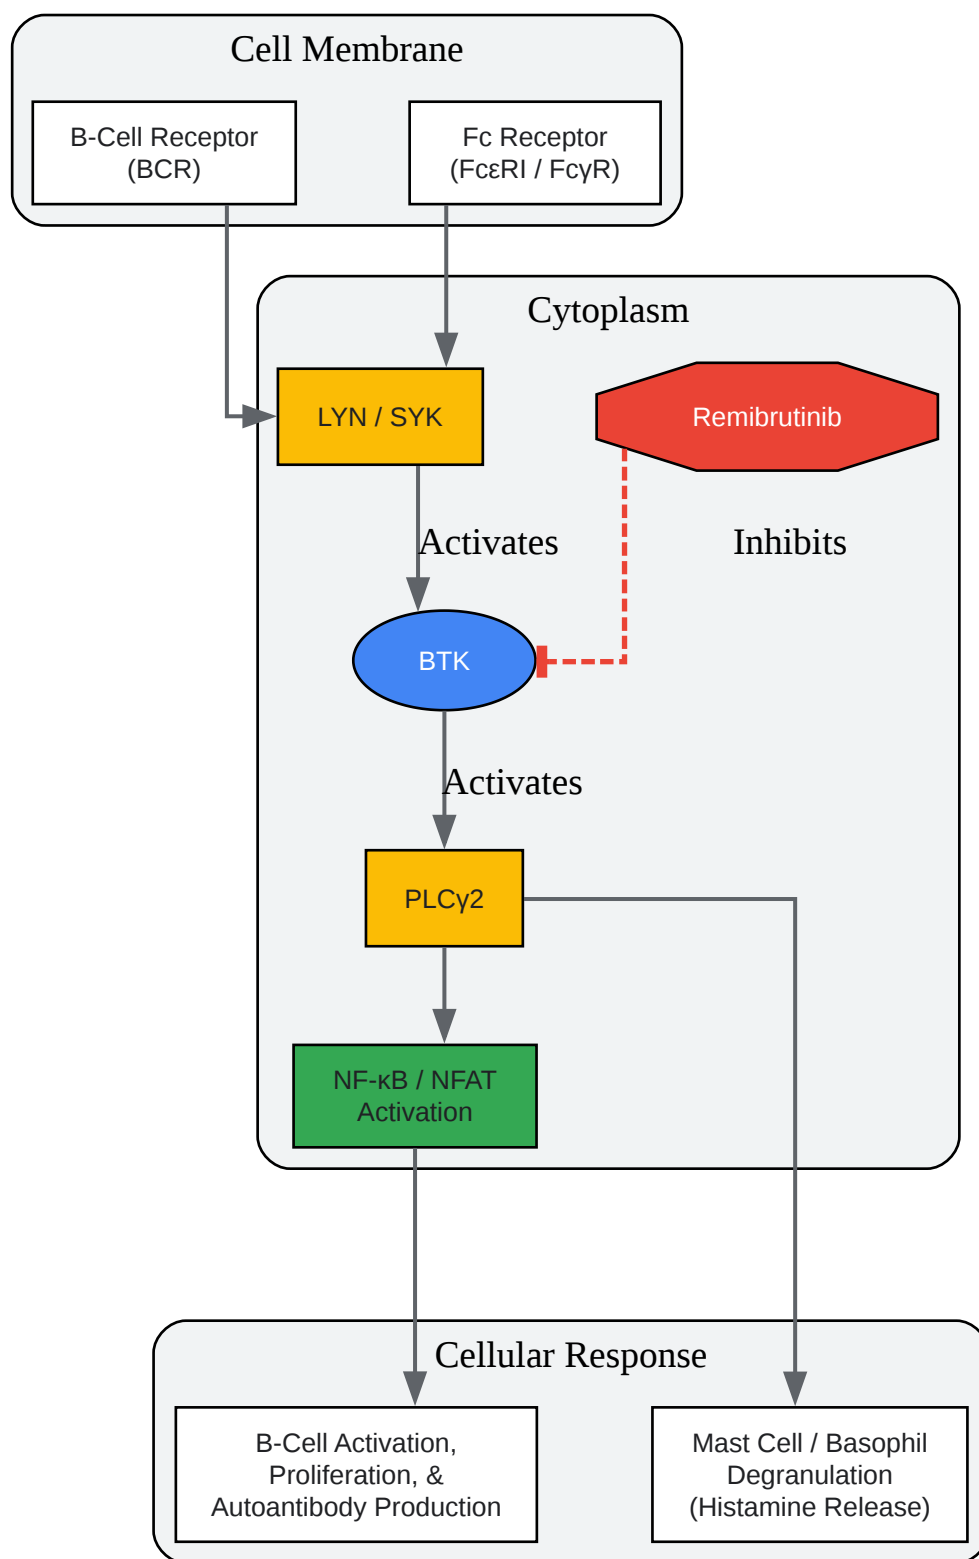 Cell Membrane
B-Cell Receptor
(BCR)
Fc Receptor
(FcεRI / FcγR)
Cytoplasm
LYN / SYK
Remibrutinib
Activates
Inhibits
BTK
Activates
PLCγ2
NF-κB / NFAT
Activation
Cellular Response
B-Cell Activation,
Proliferation, &
Autoantibody Production
Mast Cell / Basophil
Degranulation
(Histamine Release)